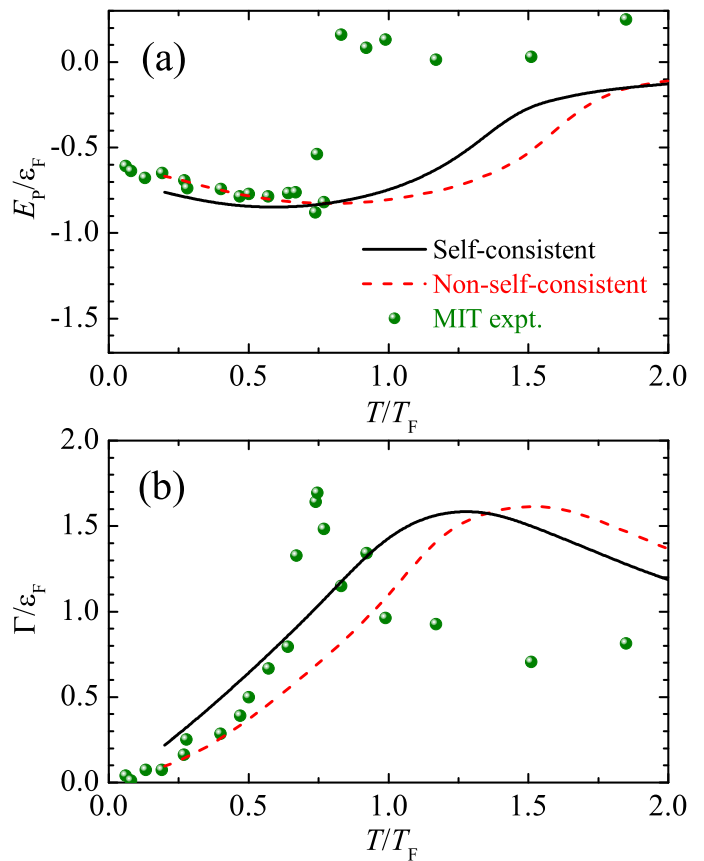 (a)
0.0
-0.5
-1.0
-1.5
E_P/ε_F
Self-consistent
Non-self-consistent
MIT expt.
0.0 0.5 1.0 1.5 2.0
T/T_F
(b)
2.0
1.5
1.0
0.5
0.0
Γ/ε_F
0.0 0.5 1.0 1.5 2.0
T/T_F